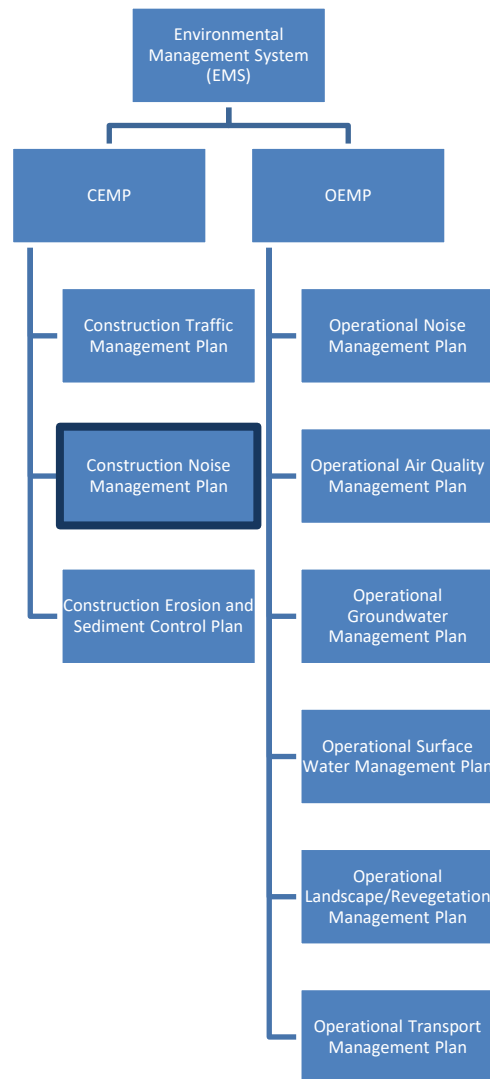 Environmental
Management System
(EMS)
CEMP
OEMP
Construction Traffic
Management Plan
Operational Noise
Management Plan
Construction Noise
Management Plan
Operational Air Quality
Management Plan
Construction Erosion and
Sediment Control Plan
Operational
Groundwater
Management Plan
Operational Surface
Water Management Plan
Operational
Landscape/Revegetation
Management Plan
Operational Transport
Management Plan